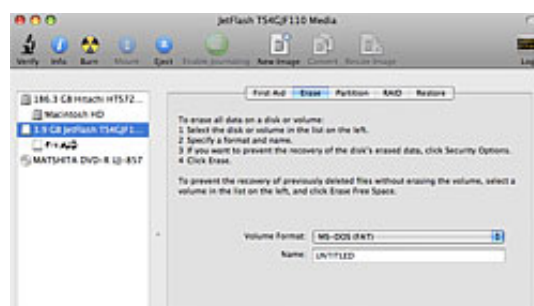 JetFlash TS4GJF110 Media
Verify Info Burn Mount Eject Enable Journaling New Image Convert Resize Image Log
First Aid Erase Partition RAID Restore
186.3 GB Hitachi HTS72...
Macintosh HD
1.9 GB JetFlash TS4GJF1...
MATSHITA DVD-R UJ-857
To erase all data on a disk or volume:
1 Select the disk or volume in the list on the left.
2 Specify a format and name.
3 If you want to prevent the recovery of the disk's erased data, click Security Options.
4 Click Erase.
To prevent the recovery of previously deleted files without erasing the volume, select a
volume in the list on the left, and click Erase Free Space.
Volume Format: MS-DOS (FAT)
Name: UNTITLED